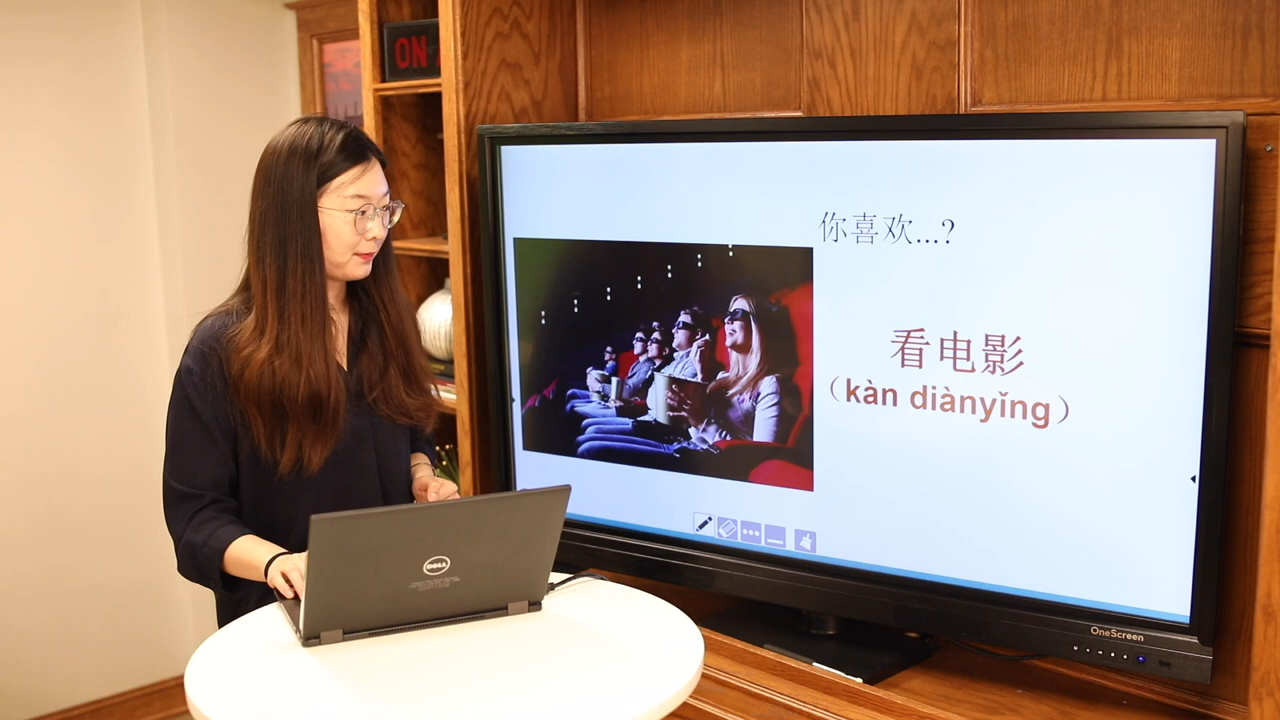 ON
你喜欢...?
看电影
（kàn diànyǐng）
DELL
OneScreen